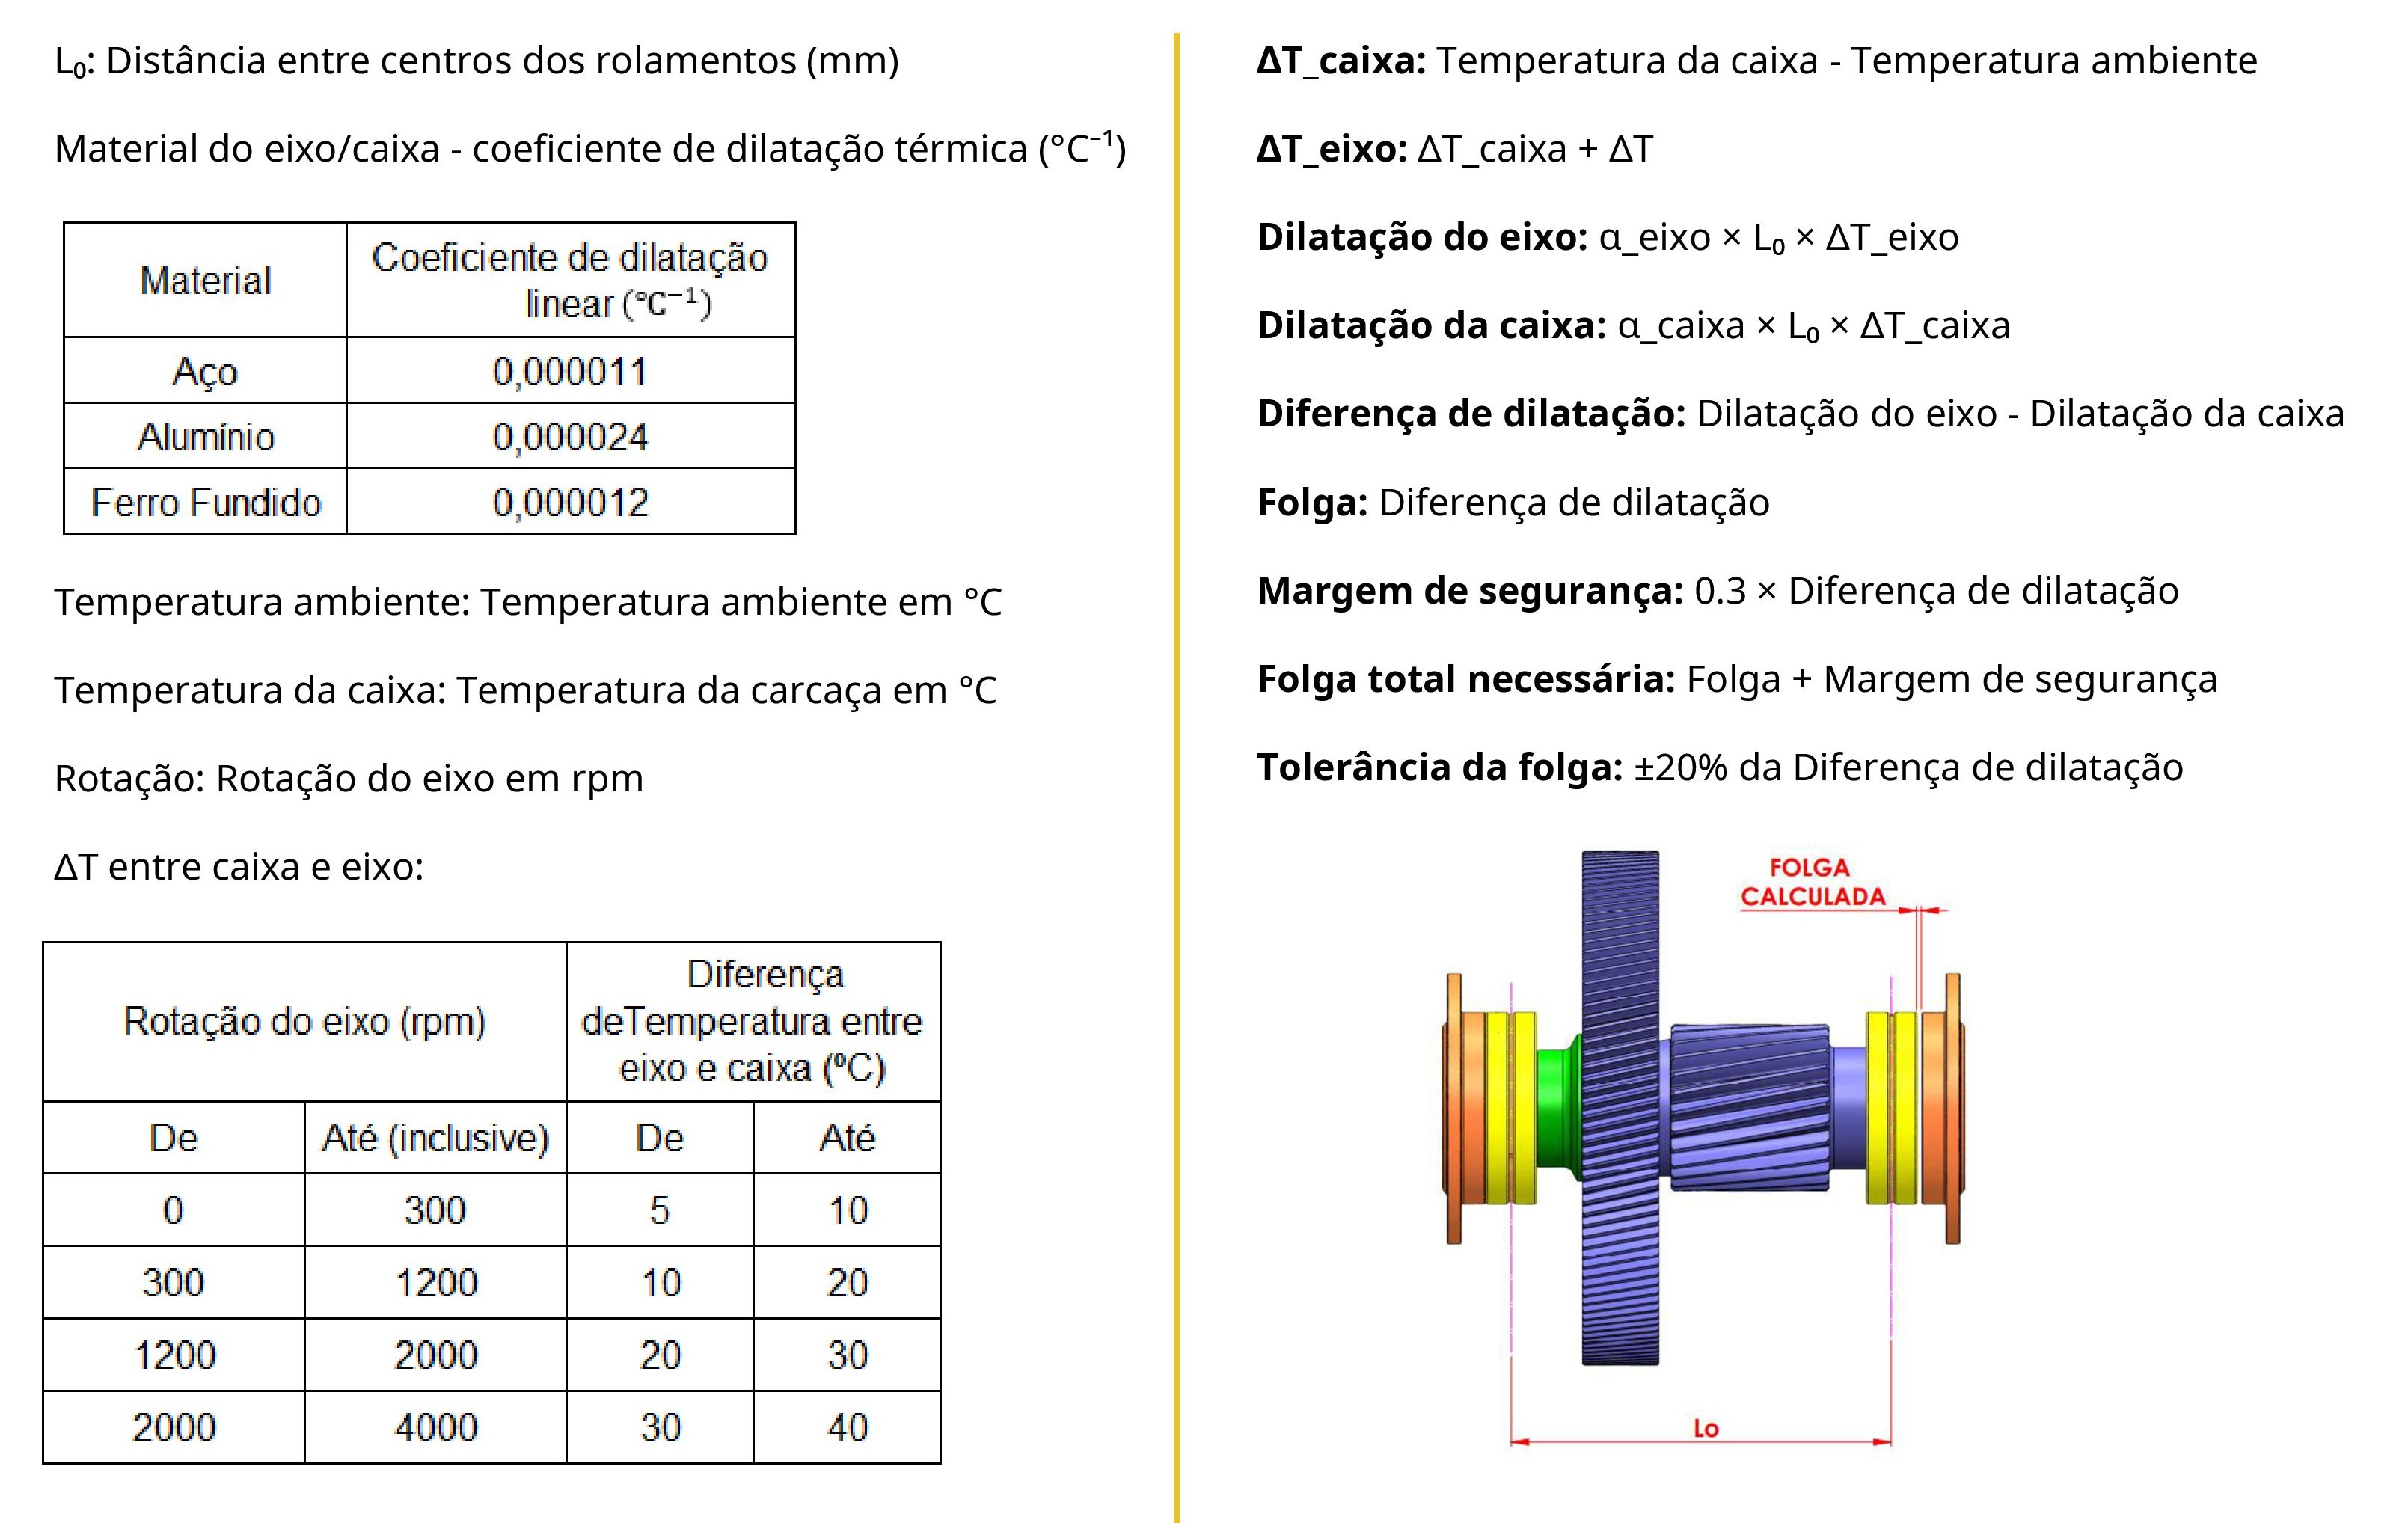 L₀: Distância entre centros dos rolamentos (mm)
Material do eixo/caixa - coeficiente de dilatação térmica (°C⁻¹)
Material
Coeficiente de dilatação
linear (°C⁻¹)
Aço
0,000011
Alumínio
0,000024
Ferro Fundido
0,000012
Temperatura ambiente: Temperatura ambiente em °C
Temperatura da caixa: Temperatura da carcaça em °C
Rotação: Rotação do eixo em rpm
ΔT entre caixa e eixo:
Rotação do eixo (rpm)
Diferença
deTemperatura entre
eixo e caixa (ºC)
De
Até (inclusive)
De
Até
0
300
5
10
300
1200
10
20
1200
2000
20
30
2000
4000
30
40
ΔT_caixa: Temperatura da caixa - Temperatura ambiente
ΔT_eixo: ΔT_caixa + ΔT
Dilatação do eixo: α_eixo × L₀ × ΔT_eixo
Dilatação da caixa: α_caixa × L₀ × ΔT_caixa
Diferença de dilatação: Dilatação do eixo - Dilatação da caixa
Folga: Diferença de dilatação
Margem de segurança: 0.3 × Diferença de dilatação
Folga total necessária: Folga + Margem de segurança
Tolerância da folga: ±20% da Diferença de dilatação
FOLGA
CALCULADA
Lo